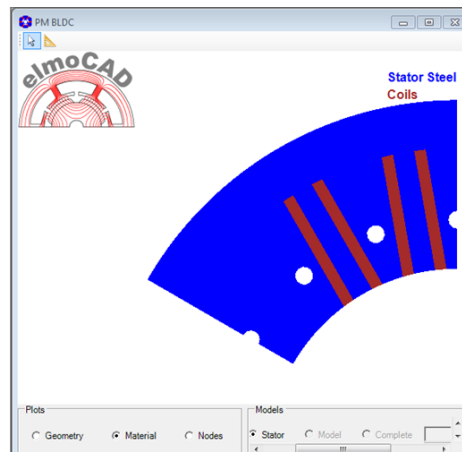 PM BLDC
elmoCAD
Stator Steel
Coils
Plots
Geometry
Material
Nodes
Models
Stator
Model
Complete